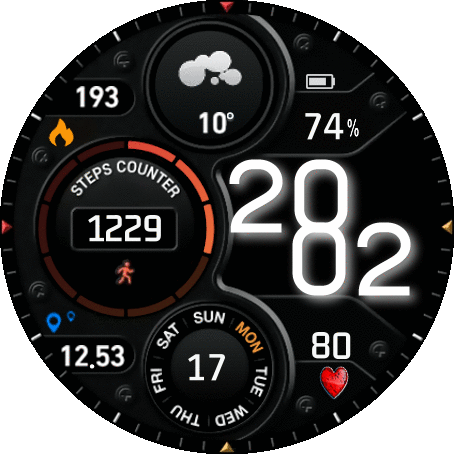 193
10°
74%
STEPS COUNTER
1229
20
02
12.53
SUN
MON
TUE
WED
THU
FRI
SAT
17
80